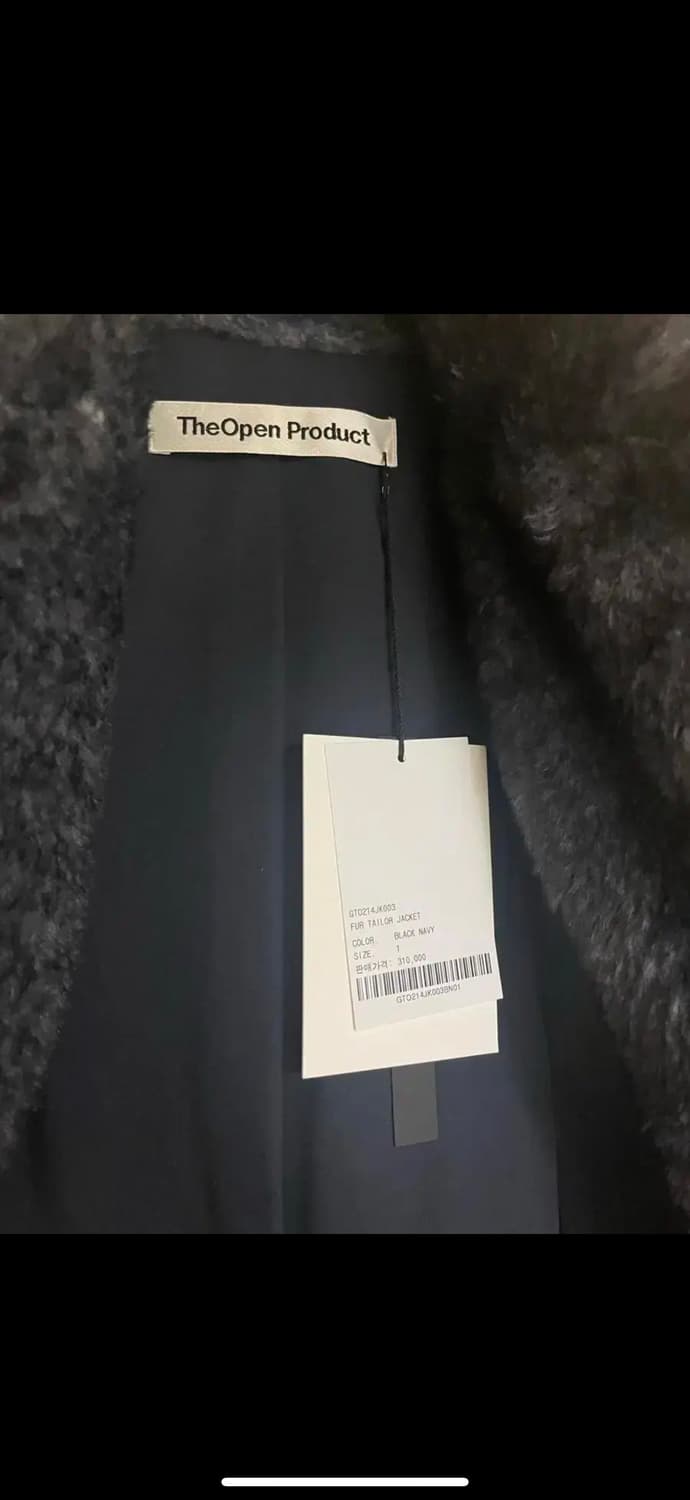 TheOpen Product
GTO214JK003
FUR TAILOR JACKET
COLOR. BLACK NAVY
SIZE. 1
판매가격: 310,000
GTO214JK003BN01